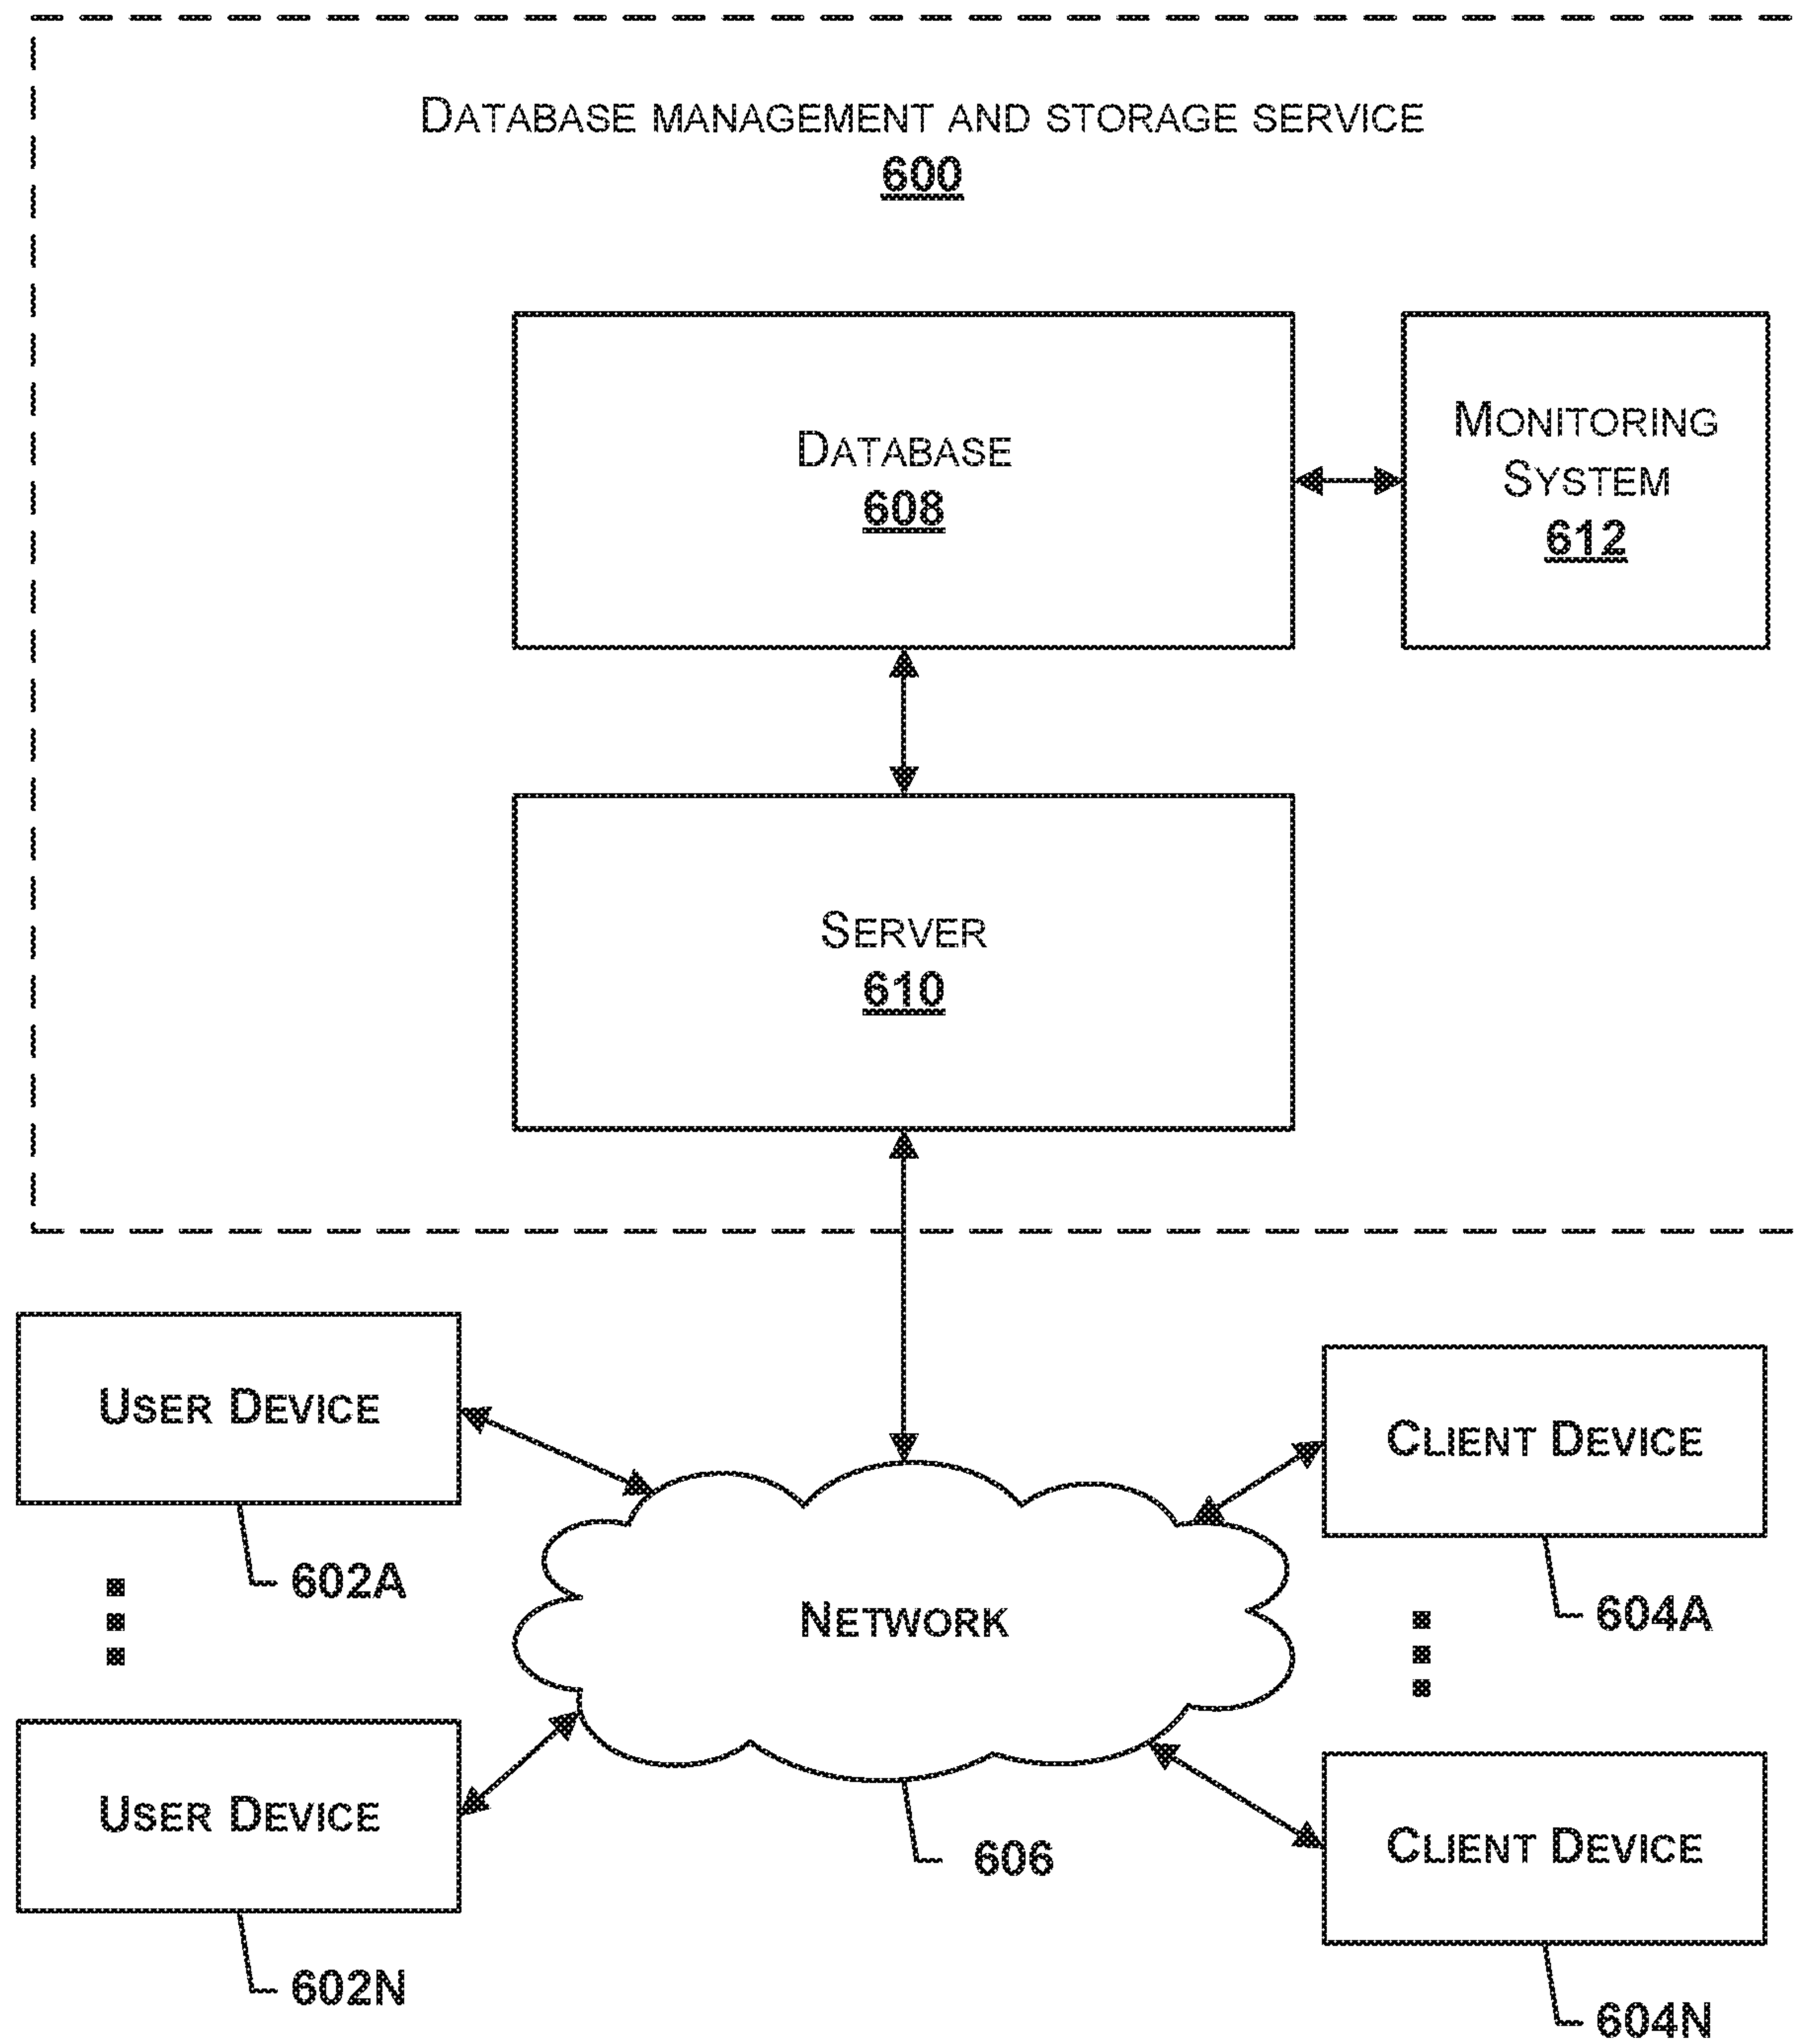 DATABASE MANAGEMENT AND STORAGE SERVICE
600
DATABASE
608
MONITORING
SYSTEM
612
SERVER
610
USER DEVICE
602A
CLIENT DEVICE
604A
NETWORK
606
USER DEVICE
602N
CLIENT DEVICE
604N